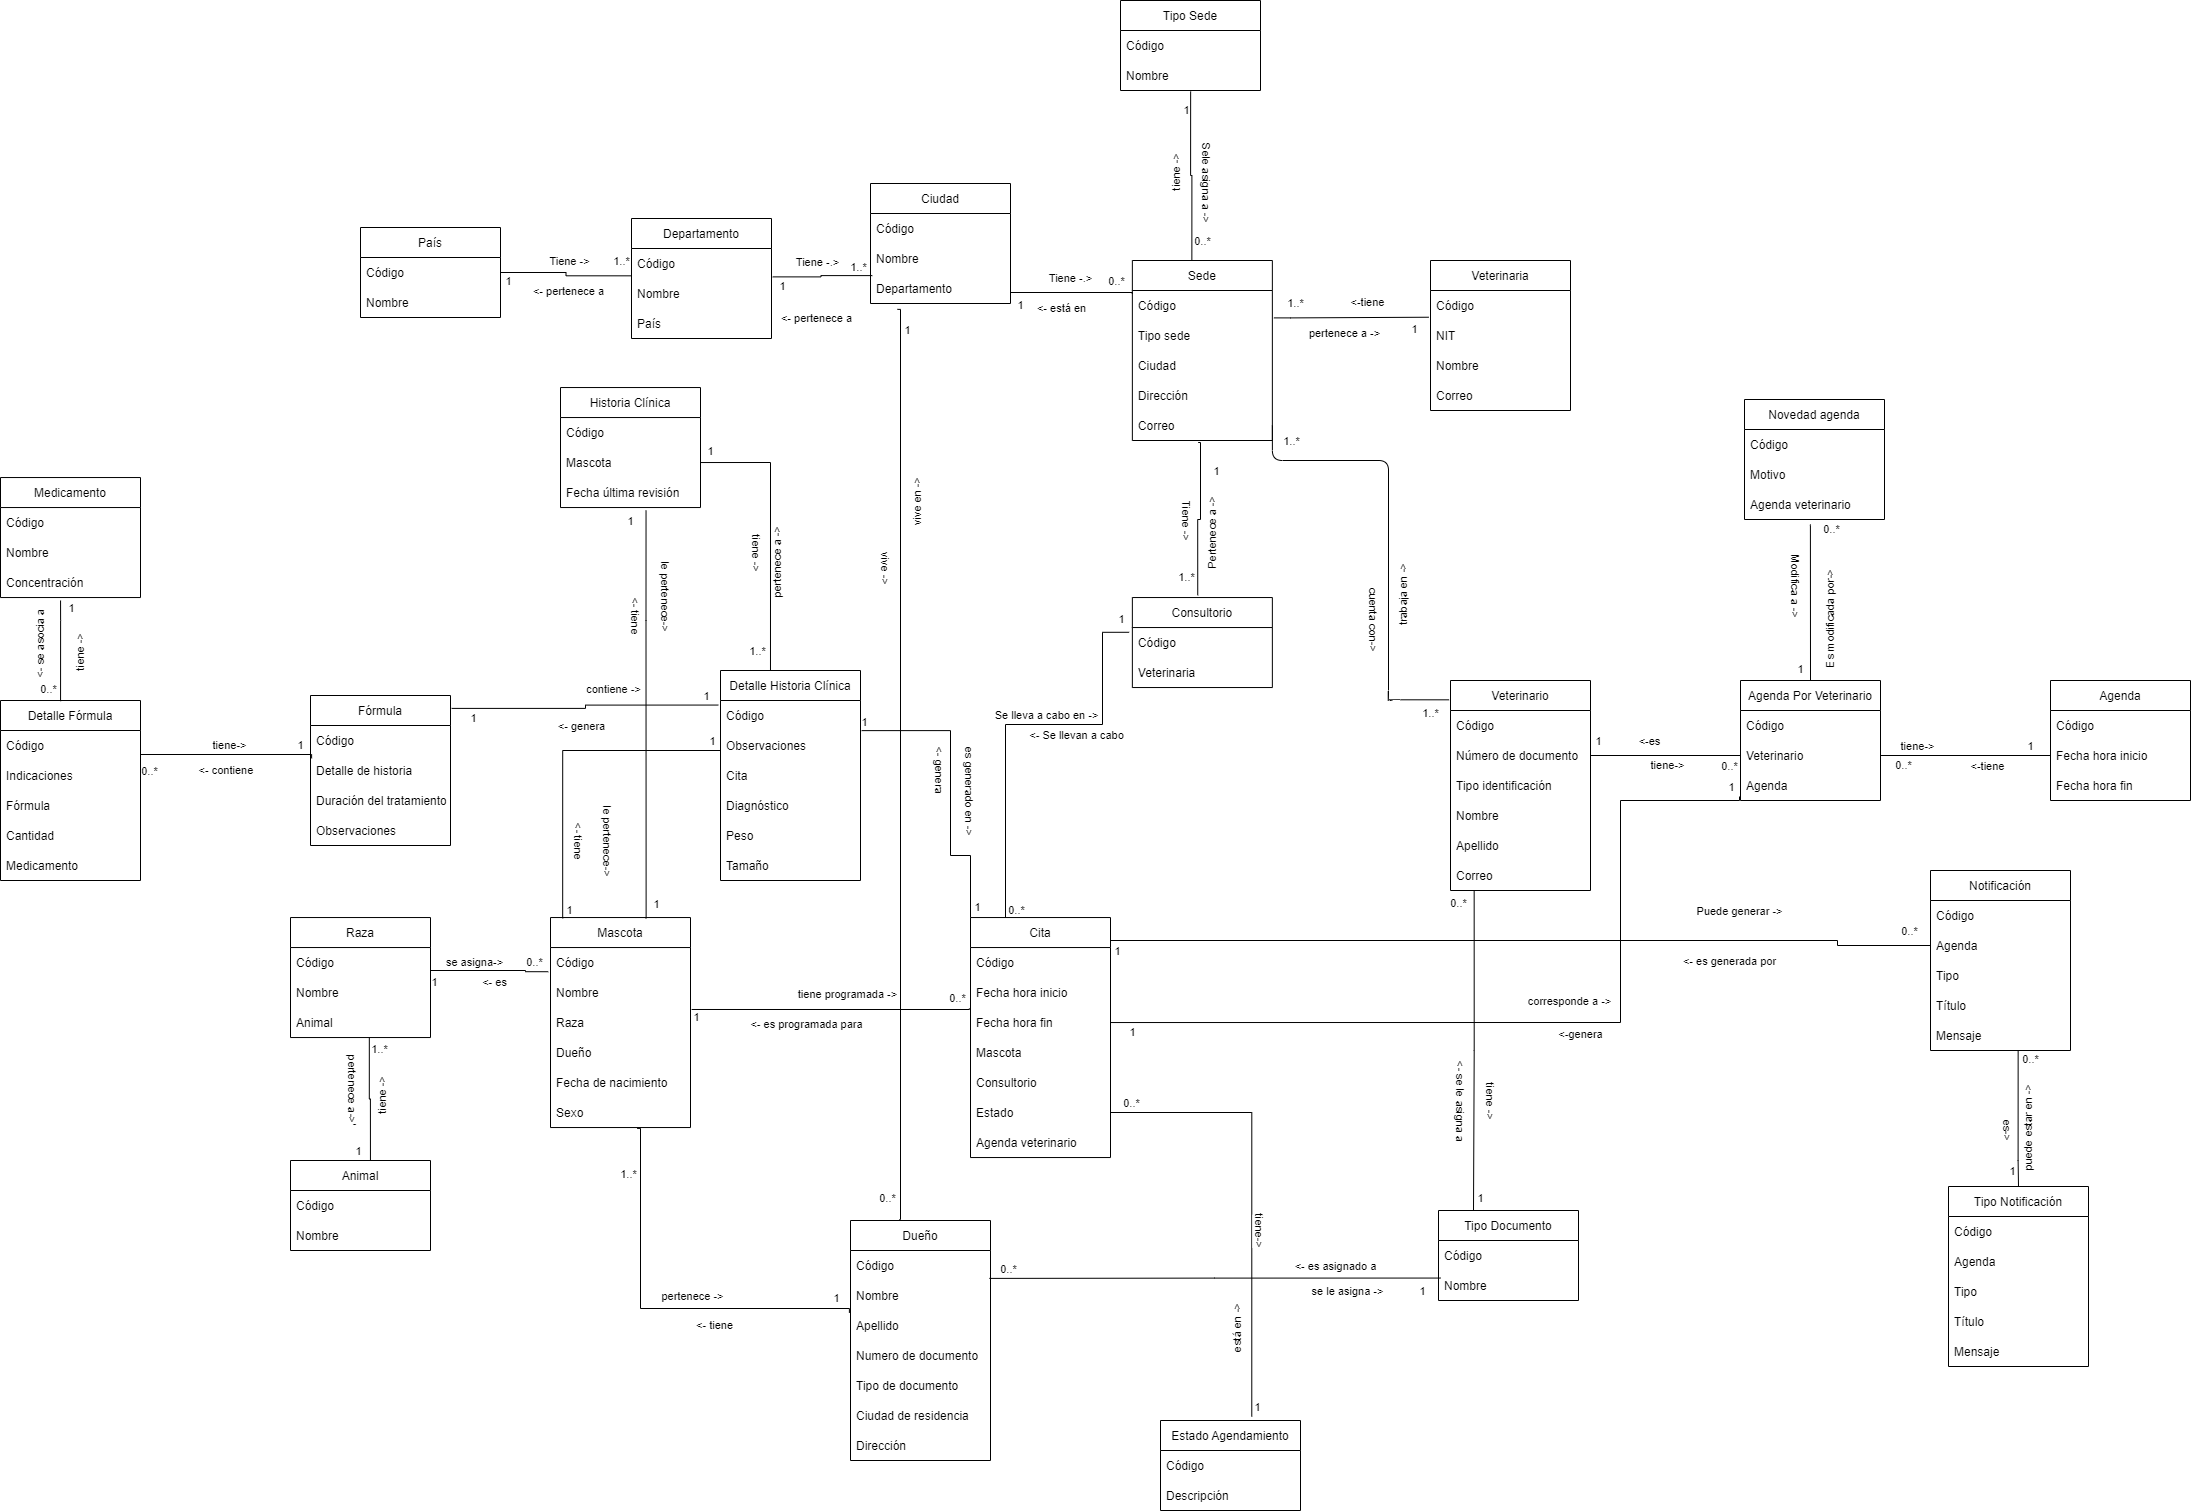 Tipo Sede
Código
Nombre
1
<- tiene
Se le asigna a ->
0..*
Ciudad
Código
Nombre
Departamento
País
Código
Nombre
Tiene ->
1..*
1
<- pertenece a
Departamento
Código
Nombre
País
Tiene -.>
1..*
1
<- pertenece a
Tiene -.>
0..*
1
<- está en
Sede
Código
Tipo sede
Ciudad
Dirección
Correo
1..*
<-tiene
pertenece a ->
1
Veterinaria
Código
NIT
Nombre
Correo
1
<- vive en
vive ->
0..*
Historia Clínica
Código
Mascota
Fecha última revisión
1
tiene ->
pertenece a ->
1..*
1
<- tiene
le pertenece->
1
Novedad agenda
Código
Motivo
Agenda veterinario
0..*
Modifica a ->
Es modificada por->
1
1..*
cuenta con->
trabaja en ->
1..*
1
Tiene ->
Pertenece a ->
1..*
Medicamento
Código
Nombre
Concentración
1
<- se asocia a
tiene ->
0..*
Consultorio
Código
Veterinaria
1
Se lleva a cabo en ->
<- Se llevan a cabo
0..*
Detalle Fórmula
Código
Indicaciones
Fórmula
Cantidad
Medicamento
tiene->
1
0..*
<- contiene
Fórmula
Código
Detalle de historia
Duración del tratamiento
Observaciones
contiene ->
1
1
<- genera
Detalle Historia Clínica
Código
Observaciones
Cita
Diagnóstico
Peso
Tamaño
1
<- tiene
le pertenece->
1
1
<- genera
es generado en ->
1
Veterinario
Código
Número de documento
Tipo identificación
Nombre
Apellido
Correo
1
<-es
tiene->
0..*
Agenda Por Veterinario
Código
Veterinario
Agenda
tiene->
1
0..*
<-tiene
Agenda
Código
Fecha hora inicio
Fecha hora fin
1
corresponde a ->
<-genera
1
Raza
Código
Nombre
Animal
se asigna->
0..*
1
<- es
Mascota
Código
Nombre
Raza
Dueño
Fecha de nacimiento
Sexo
tiene programada ->
0..*
1
<- es programada para
Cita
Código
Fecha hora inicio
Fecha hora fin
Mascota
Consultorio
Estado
Agenda veterinario
Puede generar ->
0..*
1
<- es generada por
Notificación
Código
Agenda
Tipo
Título
Mensaje
0..*
es->
puede estar en ->
1
Tipo Notificación
Código
Agenda
Tipo
Título
Mensaje
1..*
pertenece a->'
<- tiene
1
Animal
Código
Nombre
1..*
pertenece ->
1
<- tiene
Dueño
Código
Nombre
Apellido
Numero de documento
Tipo de documento
Ciudad de residencia
Dirección
0..*
<- es asignado a
se le asigna ->
1
0..*
<- se le asigna a
tiene ->
1
Tipo Documento
Código
Nombre
0..*
tiene->
está en ->
1
Estado Agendamiento
Código
Descripción